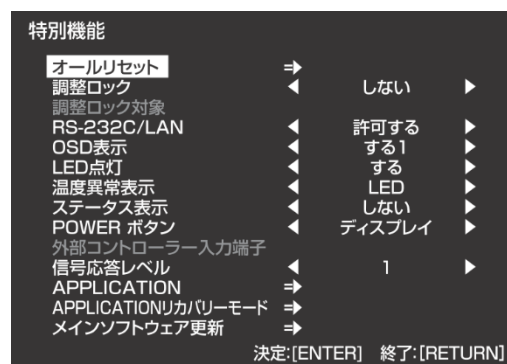 特別機能
オールリセット
調整ロック しない
調整ロック対象
RS-232C/LAN 許可する
OSD表示 する1
LED点灯 する
温度異常表示 LED
ステータス表示 しない
POWER ボタン ディスプレイ
外部コントローラー入力端子
信号応答レベル 1
APPLICATION
APPLICATIONリカバリーモード
メインソフトウェア更新
決定:[ENTER] 終了:[RETURN]